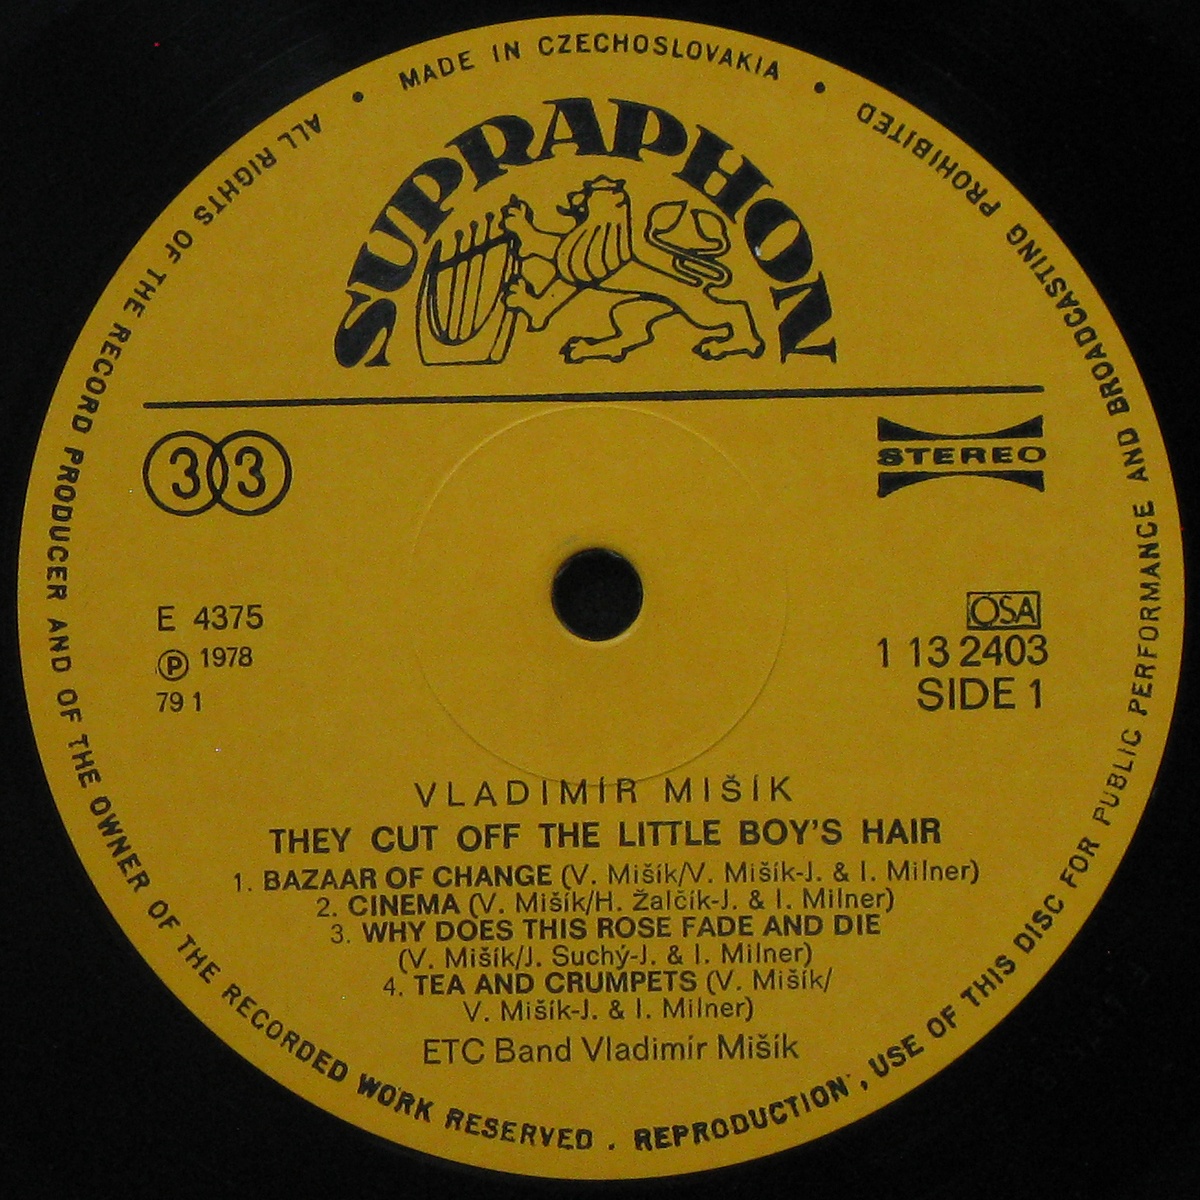 MADE IN CZECHOSLOVAKIA
ALL RIGHTS OF THE RECORD PRODUCER AND OF THE OWNER OF THE RECORDED WORK RESERVED . REPRODUCTION , USE OF THIS DISC FOR PUBLIC PERFORMANCE AND BROADCASTING PROHIBITED
SUPRAPHON
33
STEREO
E 4375
Ⓟ 1978
79 1
OSA
1 13 2403
SIDE 1
VLADIMÍR MIŠÍK
THEY CUT OFF THE LITTLE BOY'S HAIR
1. BAZAAR OF CHANGE (V. Mišík/V. Mišík-J. & I. Milner)
2. CINEMA (V. Mišík/H. Žalčík-J. & I. Milner)
3. WHY DOES THIS ROSE FADE AND DIE
(V. Mišík/J. Suchý-J. & I. Milner)
4. TEA AND CRUMPETS (V. Mišík/
V. Mišík-J. & I. Milner)
ETC Band Vladimír Mišík